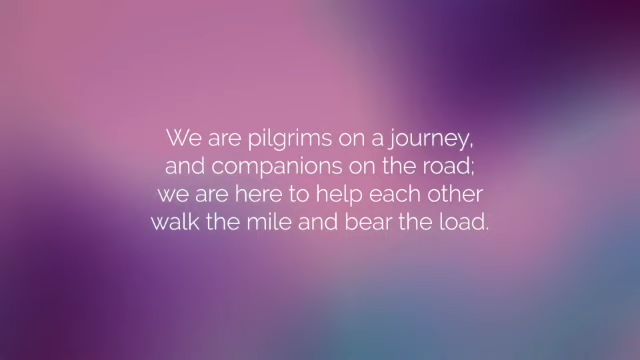 We are pilgrims on a journey,
and companions on the road;
we are here to help each other
walk the mile and bear the load.